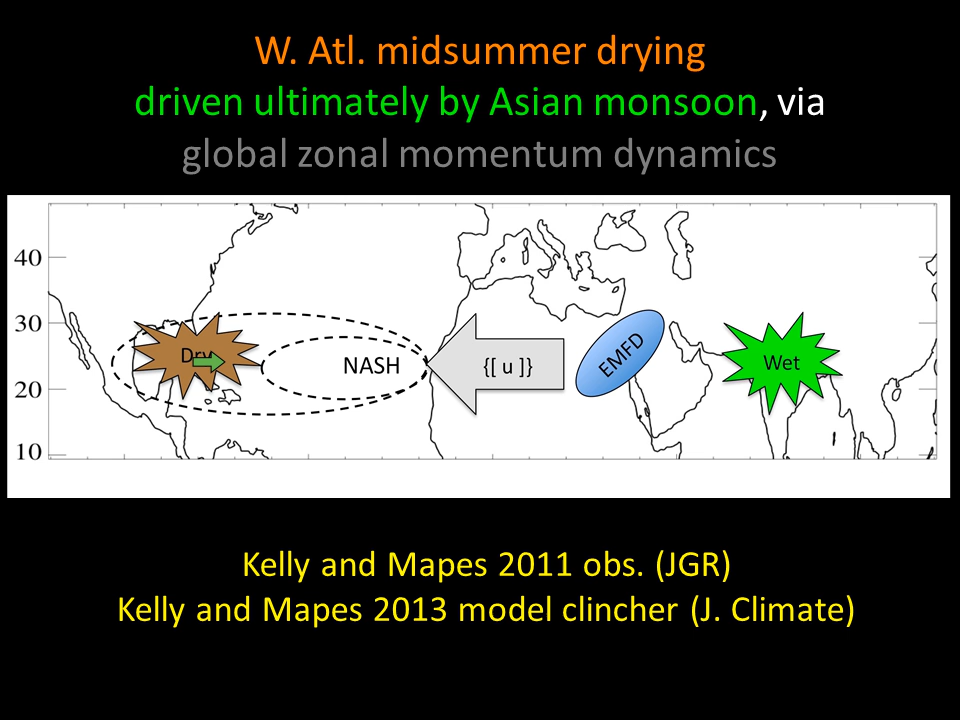 W. Atl. midsummer drying
driven ultimately by Asian monsoon, via
global zonal momentum dynamics
40
30
20
10
Dry
NASH
{[ u ]}
EMFD
Wet
Kelly and Mapes 2011 obs. (JGR)
Kelly and Mapes 2013 model clincher (J. Climate)